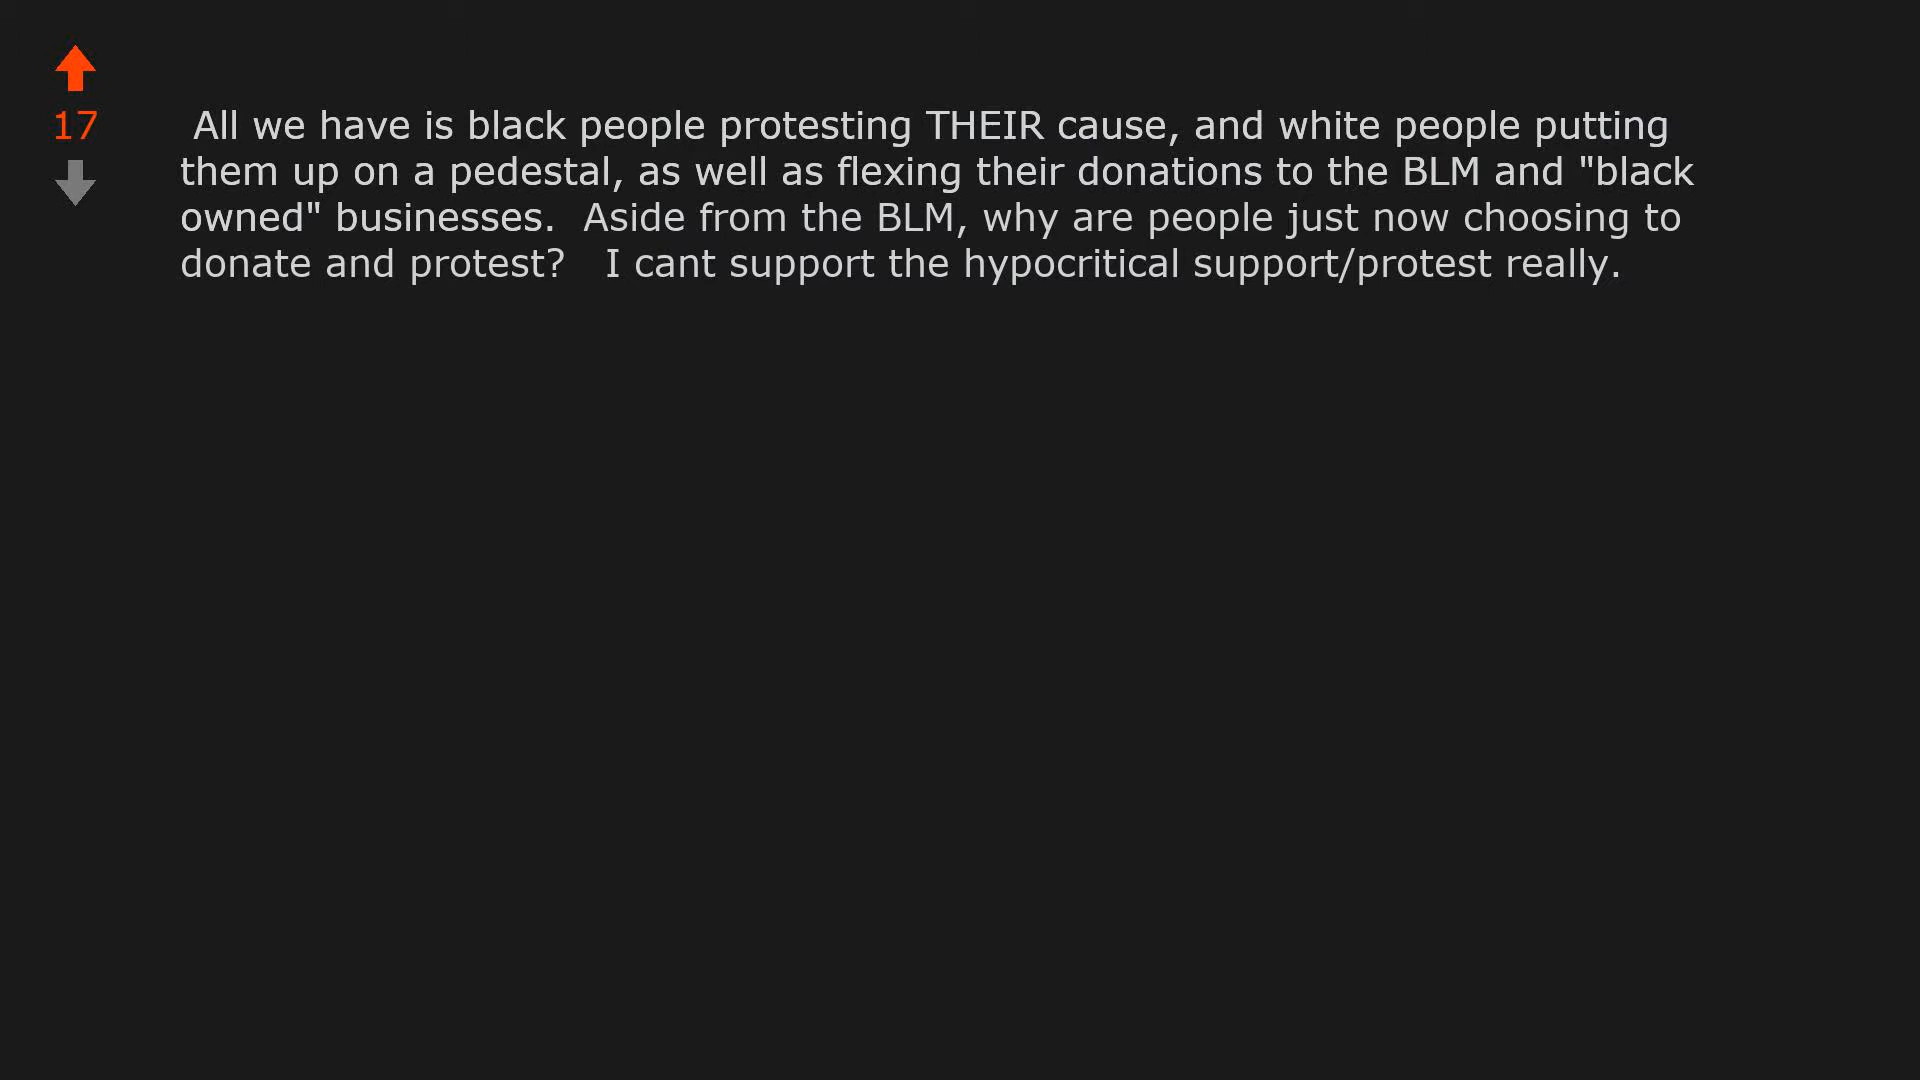 17
All we have is black people protesting THEIR cause, and white people putting
them up on a pedestal, as well as flexing their donations to the BLM and "black
owned" businesses.  Aside from the BLM, why are people just now choosing to
donate and protest?   I cant support the hypocritical support/protest really.